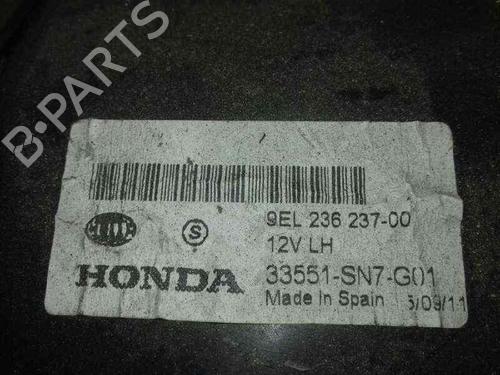 B-PARTS
S
9EL 236 237-00
12V LH
HONDA
33551-SN7-G01
Made In Spain